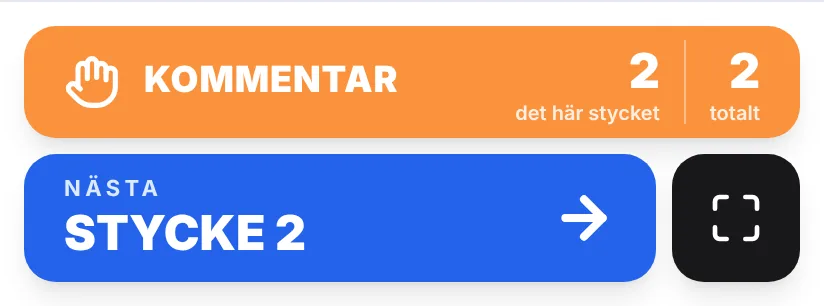 KOMMENTAR
2
det här stycket
2
totalt
NÄSTA
STYCKE 2